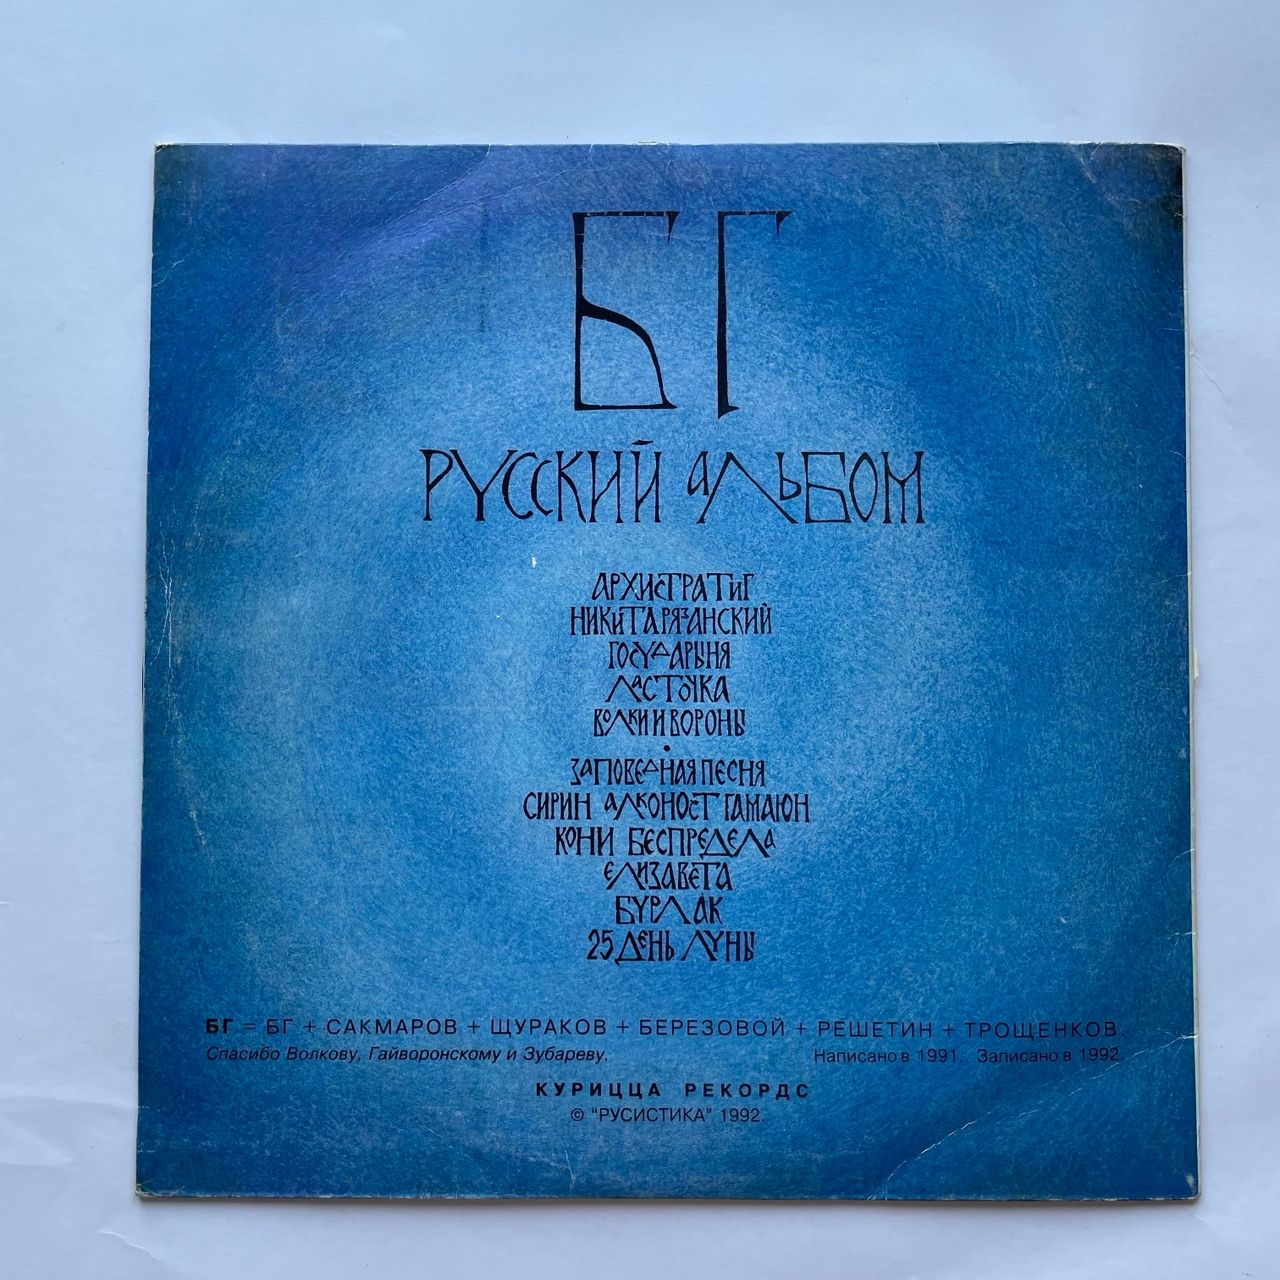 БГ
РУССКИЙ АЛЬБОМ
АРХИСТРАТИГ
НИКИТА РЯЗАНСКИЙ
ГОСУДАРЫНЯ
ЛАСТОЧКА
ВОЛКИ И ВОРОНЫ
•
ЗАПОВЕДНАЯ ПЕСНЯ
СИРИН АЛКОНОСТ ГАМАЮН
КОНИ БЕСПРЕДЕЛА
ЕЛИЗАВЕТА
БУРЛАК
25 ДЕНЬ ЛУНЫ
БГ = БГ + САКМАРОВ + ЩУРАКОВ + БЕРЕЗОВОЙ + РЕШЕТИН + ТРОЩЕНКОВ.
Спасибо Волкову, Гайворонскому и Зубареву. Написано в 1991. Записано в 1992.
КУРИЦЦА РЕКОРДС
© "РУСИСТИКА" 1992.